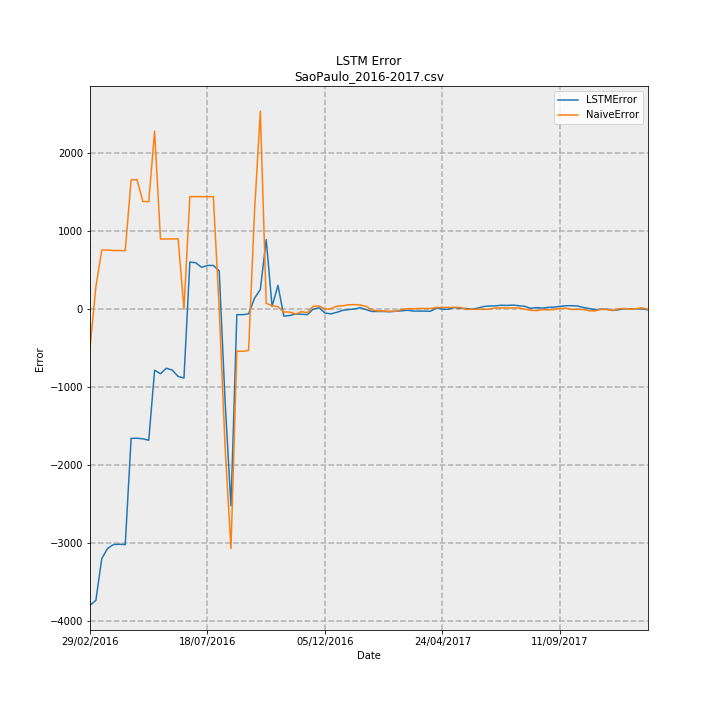 LSTM Error
SaoPaulo_2016-2017.csv
LSTMError
NaiveError
2000
1000
0
−1000
−2000
−3000
−4000
Error
29/02/2016
18/07/2016
05/12/2016
24/04/2017
11/09/2017
Date